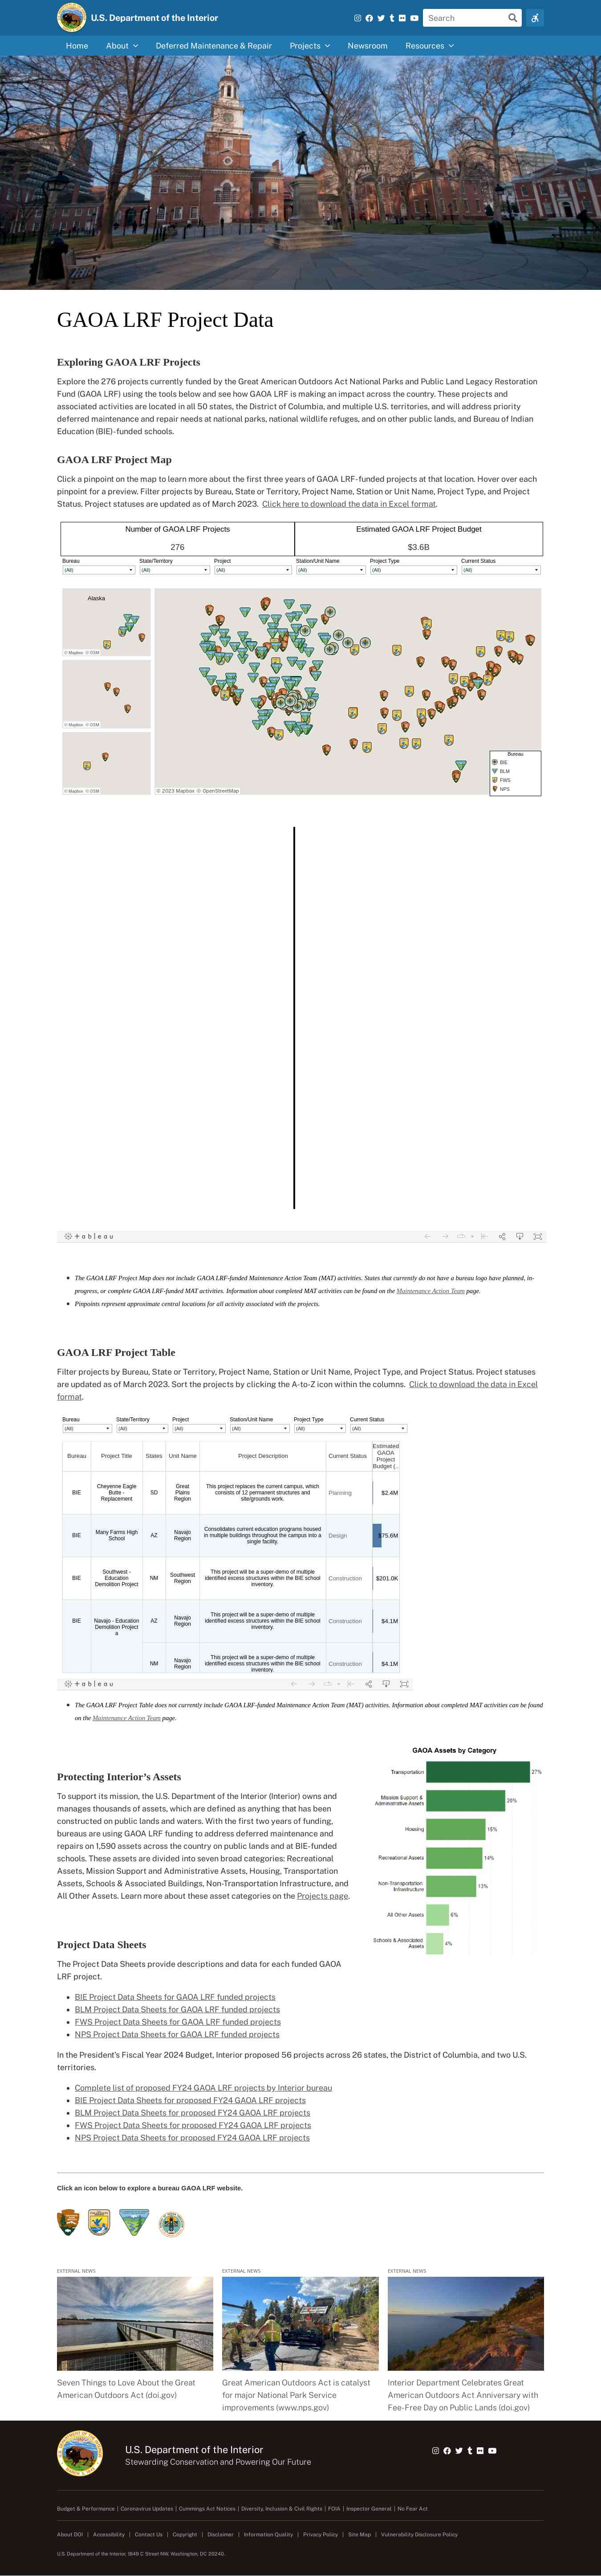 U.S. Department of the Interior
Search
Home
About
Deferred Maintenance & Repair
Projects
Newsroom
Resources
GAOA LRF Project Data
Exploring GAOA LRF Projects
Explore the 276 projects currently funded by the Great American Outdoors Act National Parks and Public Land Legacy Restoration
Fund (GAOA LRF) using the tools below and see how GAOA LRF is making an impact across the country. These projects and
associated activities are located in all 50 states, the District of Columbia, and multiple U.S. territories, and will address priority
deferred maintenance and repair needs at national parks, national wildlife refuges, and on other public lands, and Bureau of Indian
Education (BIE)-funded schools.
GAOA LRF Project Map
Click a pinpoint on the map to learn more about the first three years of GAOA LRF-funded projects at that location. Hover over each
pinpoint for a preview. Filter projects by Bureau, State or Territory, Project Name, Station or Unit Name, Project Type, and Project
Status. Project statuses are updated as of March 2023. Click here to download the data in Excel format.
Number of GAOA LRF Projects
276
Estimated GAOA LRF Project Budget
$3.6B
Bureau
State/Territory
Project
Station/Unit Name
Project Type
Current Status
(All)
(All)
(All)
(All)
(All)
(All)
Alaska
© Mapbox © OSM
© Mapbox © OSM
© Mapbox © OSM
© 2023 Mapbox © OpenStreetMap
Bureau
BIE
BLM
FWS
NPS
+ a b | e a u
The GAOA LRF Project Map does not include GAOA LRF-funded Maintenance Action Team (MAT) activities. States that currently do not have a bureau logo have planned, in-
progress, or complete GAOA LRF-funded MAT activities. Information about completed MAT activities can be found on the Maintenance Action Team page.
Pinpoints represent approximate central locations for all activity associated with the projects.
GAOA LRF Project Table
Filter projects by Bureau, State or Territory, Project Name, Station or Unit Name, Project Type, and Project Status. Project statuses
are updated as of March 2023. Sort the projects by clicking the A-to-Z icon within the columns. Click to download the data in Excel
format.
Bureau
State/Territory
Project
Station/Unit Name
Project Type
Current Status
(All)
(All)
(All)
(All)
(All)
(All)
Bureau
Project Title
States
Unit Name
Project Description
Current Status
Estimated
GAOA
Project
Budget (..
BIE
Cheyenne Eagle
Butte -
Replacement
SD
Great
Plains
Region
This project replaces the current campus, which
consists of 12 permanent structures and
site/grounds work.
Planning
$2.4M
BIE
Many Farms High
School
AZ
Navajo
Region
Consolidates current education programs housed
in multiple buildings throughout the campus into a
single facility.
Design
$75.6M
BIE
Southwest -
Education
Demolition Project
NM
Southwest
Region
This project will be a super-demo of multiple
identified excess structures within the BIE school
inventory.
Construction
$201.0K
BIE
Navajo - Education
Demolition Project
a
AZ
Navajo
Region
This project will be a super-demo of multiple
identified excess structures within the BIE school
inventory.
Construction
$4.1M
NM
Navajo
Region
This project will be a super-demo of multiple
identified excess structures within the BIE school
inventory.
Construction
$4.1M
+ a b | e a u
The GAOA LRF Project Table does not currently include GAOA LRF-funded Maintenance Action Team (MAT) activities. Information about completed MAT activities can be found
on the Maintenance Action Team page.
Protecting Interior's Assets
To support its mission, the U.S. Department of the Interior (Interior) owns and
manages thousands of assets, which are defined as anything that has been
constructed on public lands and waters. With the first two years of funding,
bureaus are using GAOA LRF funding to address deferred maintenance and
repairs on 1,590 assets across the country on public lands and at BIE-funded
schools. These assets are divided into seven broad categories: Recreational
Assets, Mission Support and Administrative Assets, Housing, Transportation
Assets, Schools & Associated Buildings, Non-Transportation Infrastructure, and
All Other Assets. Learn more about these asset categories on the Projects page.
GAOA Assets by Category
Transportation
27%
Mission Support &
Administrative Assets
20%
Housing
15%
Recreational Assets
14%
Non-Transportation
Infrastructure
13%
All Other Assets
6%
Schools & Associated
Assets
4%
Project Data Sheets
The Project Data Sheets provide descriptions and data for each funded GAOA
LRF project.
BIE Project Data Sheets for GAOA LRF funded projects
BLM Project Data Sheets for GAOA LRF funded projects
FWS Project Data Sheets for GAOA LRF funded projects
NPS Project Data Sheets for GAOA LRF funded projects
In the President's Fiscal Year 2024 Budget, Interior proposed 56 projects across 26 states, the District of Columbia, and two U.S.
territories.
Complete list of proposed FY24 GAOA LRF projects by Interior bureau
BIE Project Data Sheets for proposed FY24 GAOA LRF projects
BLM Project Data Sheets for proposed FY24 GAOA LRF projects
FWS Project Data Sheets for proposed FY24 GAOA LRF projects
NPS Project Data Sheets for proposed FY24 GAOA LRF projects
Click an icon below to explore a bureau GAOA LRF website.
EXTERNAL NEWS
Seven Things to Love About the Great
American Outdoors Act (doi.gov)
EXTERNAL NEWS
Great American Outdoors Act is catalyst
for major National Park Service
improvements (www.nps.gov)
EXTERNAL NEWS
Interior Department Celebrates Great
American Outdoors Act Anniversary with
Fee-Free Day on Public Lands (doi.gov)
U.S. Department of the Interior
Stewarding Conservation and Powering Our Future
Budget & Performance | Coronavirus Updates | Cummings Act Notices | Diversity, Inclusion & Civil Rights | FOIA | Inspector General | No Fear Act
About DOI | Accessibility | Contact Us | Copyright | Disclaimer | Information Quality | Privacy Policy | Site Map | Vulnerability Disclosure Policy
U.S. Department of the Interior, 1849 C Street NW, Washington, DC 20240.